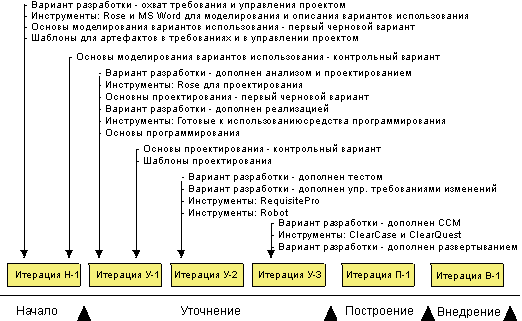 Вариант разработки - охват требования и управления проектом
Инструменты: Rose и MS Word для моделирования и описания вариантов использования
Основы моделирования вариантов использования - первый черновой вариант
Шаблоны для артефактов в требованиях и в управлении проектом
Основы моделирования вариантов использования - контрольный вариант
Вариант разработки - дополнен анализом и проектированием
Инструменты: Rose для проектирования
Основны проектирования - первый черновой вариант
Вариант разработки - дополнен реализацией
Инструменты: Готовые к использованиюсредства программирования
Основы программирования
Основы проектирования - контрольный вариант
Шаблоны проектирования
Вариант разработки - дополнен тестом
Вариант разработки - дополнен упр. требованиями изменений
Инструменты: RequisitePro
Инструменты: Robot
Вариант разработки - дополнен ССМ
Инструменты: ClearCase и ClearQuest
Вариант разработки - дополнен развертыванием
Итерация Н-1 Итерация У-1 Итерация У-2 Итерация У-3 Итерация П-1 Итерация В-1
Начало Уточнение Построение Внедрение